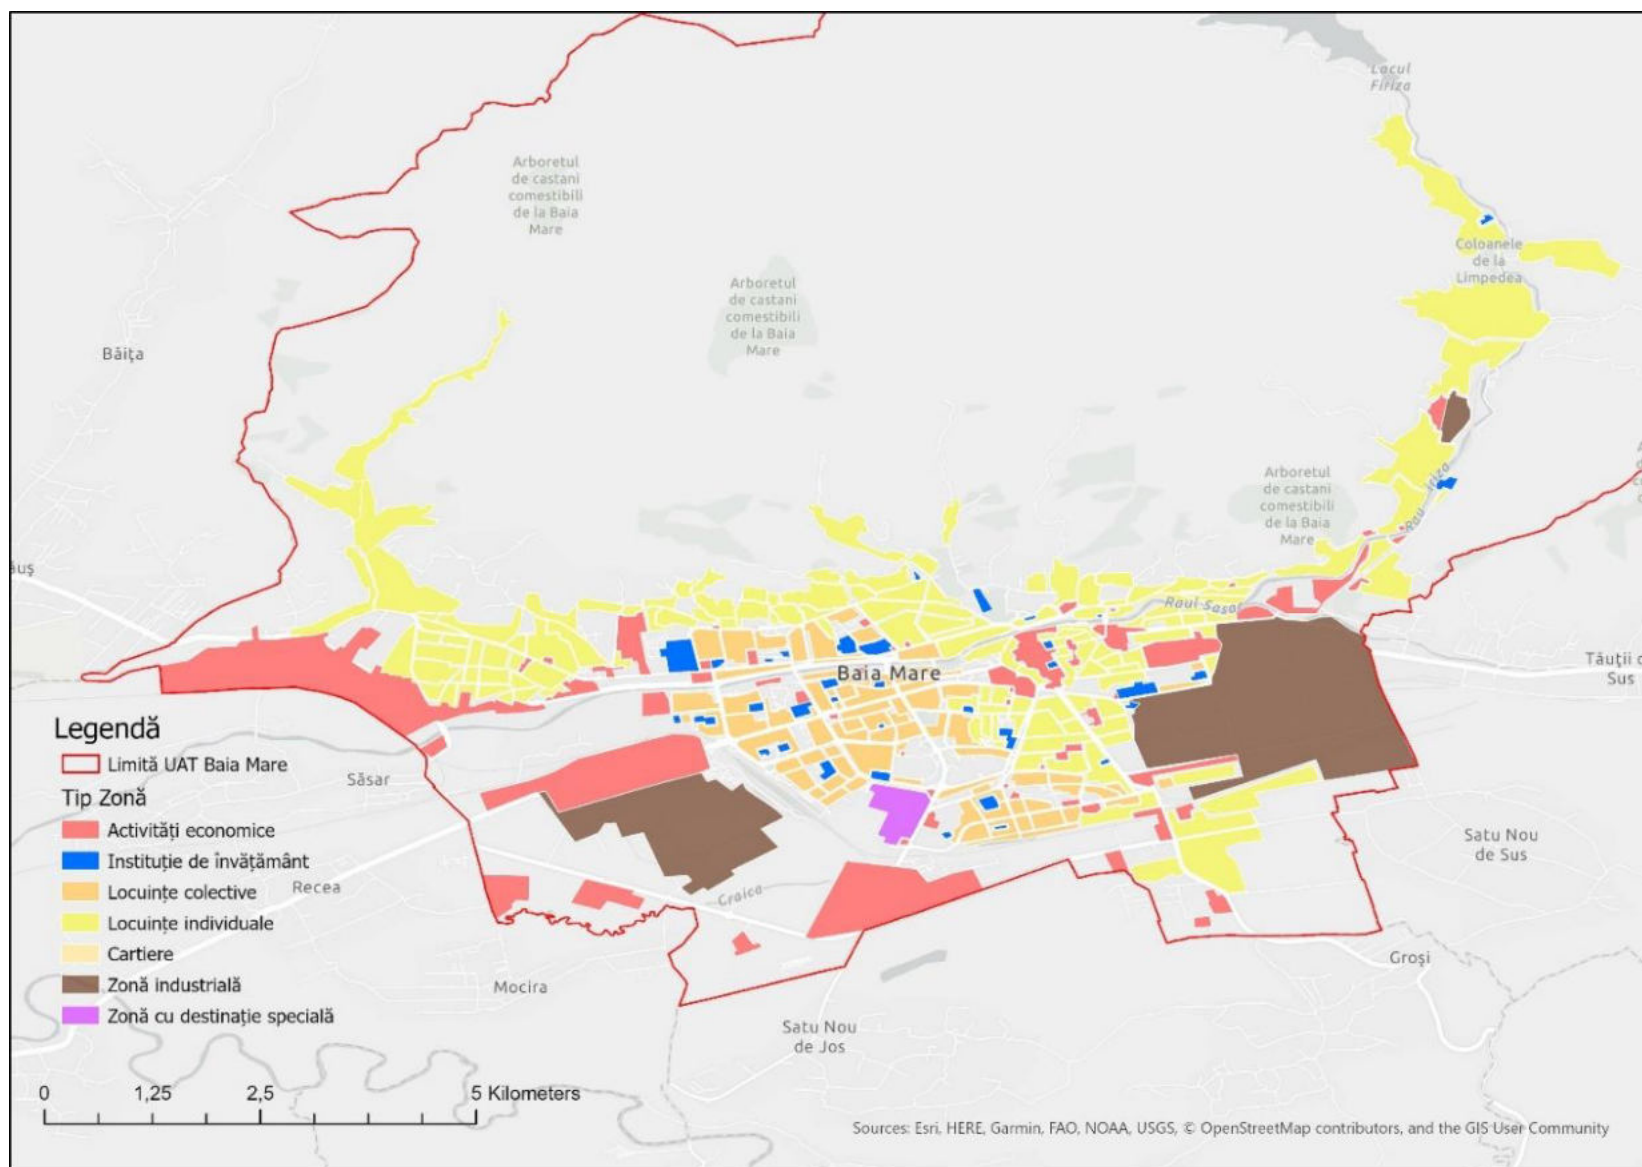 Lacul
Firiza
Arboretul
de castani
comestibili
de la Baia
Mare
Coloanele
de la
Limpedea
Arboretul
de castani
comestibili
de la Baia
Mare
Băița
Arboretul
de castani
comestibili
de la Baia
Mare
Rau
Raul Sasar
Baia Mare
Tăuții
Sus
Legendă
Limită UAT Baia Mare
Tip Zonă
Activități economice
Instituție de învățământ
Locuințe colective
Locuințe individuale
Cartiere
Zonă industrială
Zonă cu destinație specială
Săsar
Recea
Craica
Mocira
Satu Nou
de Sus
Groși
Satu Nou
de Jos
0 1,25 2,5 5 Kilometers
Sources: Esri, HERE, Garmin, FAO, NOAA, USGS, © OpenStreetMap contributors, and the GIS User Community